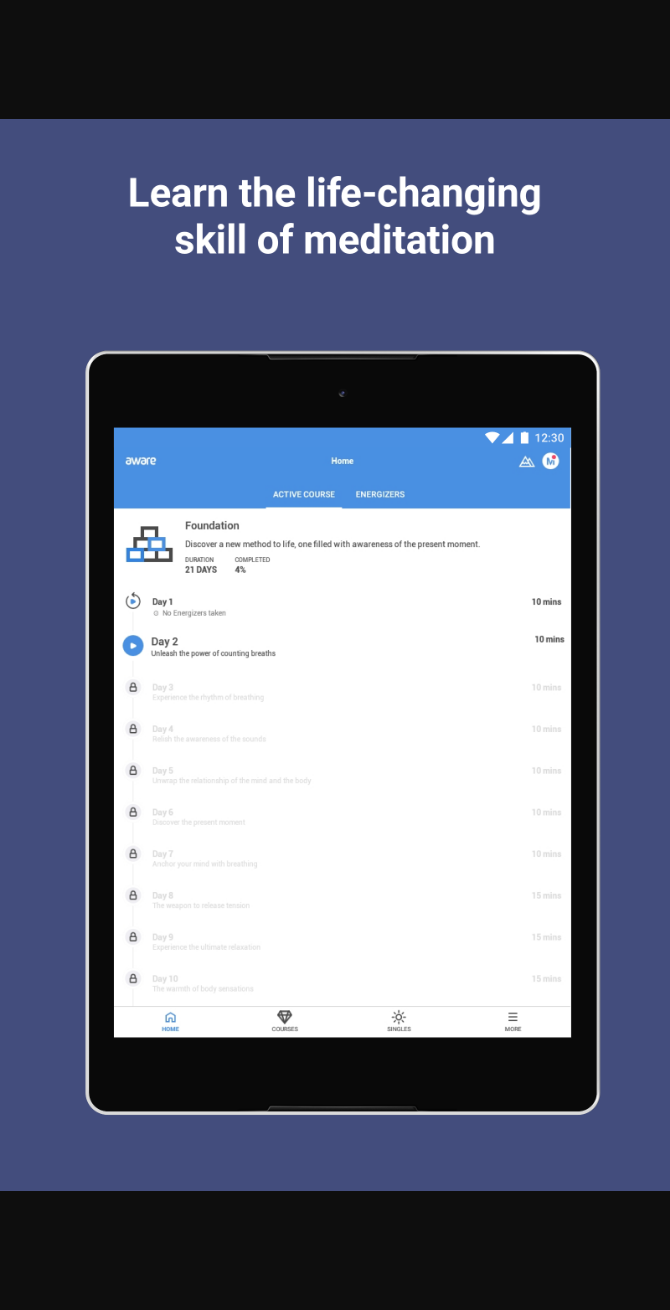 Learn the life-changing
skill of meditation
12:30
aware
Home
M
ACTIVE COURSE ENERGIZERS
Foundation
Discover a new method to life, one filled with awareness of the present moment.
DURATION COMPLETED
21 DAYS 4%
Day 1 10 mins
No Energizers taken
Day 2 10 mins
Unleash the power of counting breaths
Day 3 10 mins
Experience the rhythm of breathing
Day 4 10 mins
Relish the awareness of the sounds
Day 5 10 mins
Unwrap the relationship of the mind and the body
Day 6 10 mins
Discover the present moment
Day 7 10 mins
Anchor your mind with breathing
Day 8 15 mins
The weapon to release tension
Day 9 15 mins
Experience the ultimate relaxation
Day 10 15 mins
The warmth of body sensations
HOME COURSES SINGLES MORE